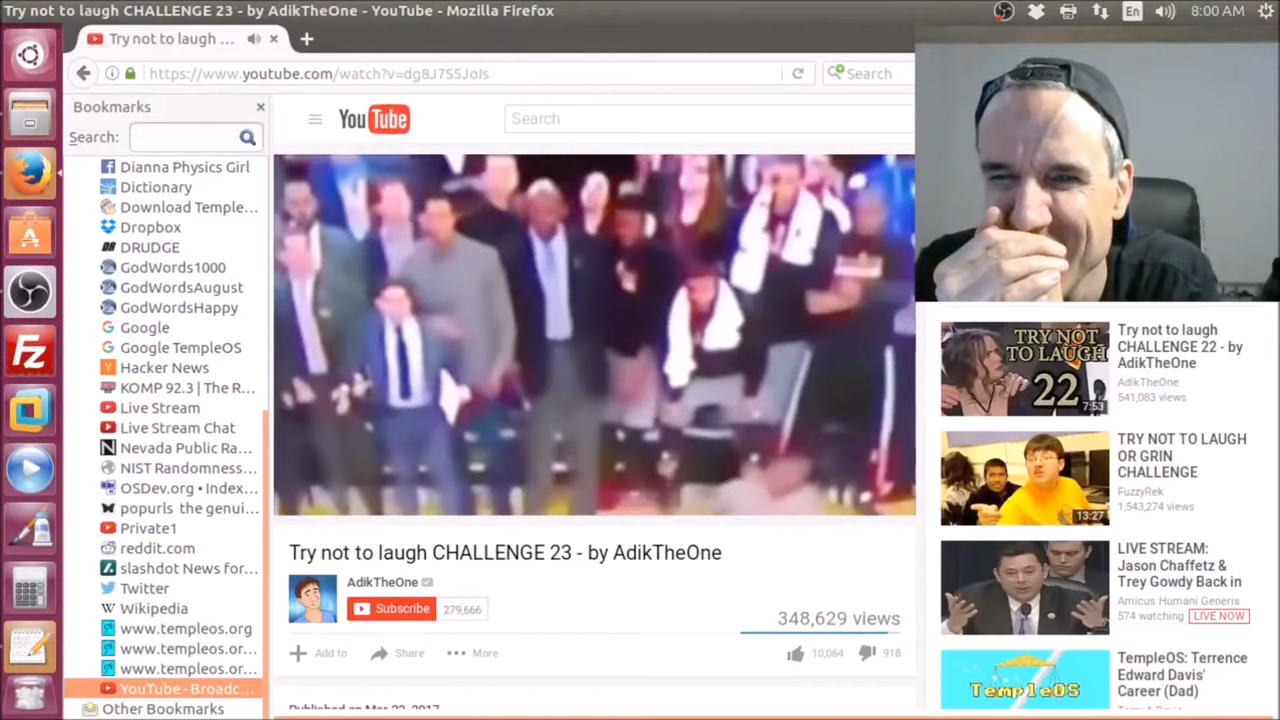 Try not to laugh CHALLENGE 23 - by AdikTheOne - YouTube - Mozilla Firefox
En
8:00 AM
Try not to laugh ...
https://www.youtube.com/watch?v=dg8J7S5JoIs
Search
Bookmarks
Search:
YouTube
Search
Dianna Physics Girl
Dictionary
Download Temple...
Dropbox
DRUDGE
GodWords1000
GodWordsAugust
GodWordsHappy
Google
Google TempleOS
Hacker News
KOMP 92.3 | The R...
Live Stream
Live Stream Chat
Nevada Public Ra...
NIST Randomness...
OSDev.org • Index...
popurls the genui...
Private1
reddit.com
slashdot News for...
Twitter
Wikipedia
www.templeos.org
www.templeos.or...
www.templeos.or...
YouTube - Broadc...
Other Bookmarks
Try not to laugh CHALLENGE 23 - by AdikTheOne
AdikTheOne
Subscribe
279,666
348,629 views
Add to
Share
More
10,064
918
Published on Mar 22, 2017
TRY NOT
TO LAUGH
22
7:53
Try not to laugh
CHALLENGE 22 - by
AdikTheOne
AdikTheOne
541,083 views
13:27
TRY NOT TO LAUGH
OR GRIN
CHALLENGE
FuzzyRek
1,543,274 views
LIVE STREAM:
Jason Chaffetz &
Trey Gowdy Back in
Amicus Humani Generis
574 watching
LIVE NOW
TempleOS
TempleOS: Terrence
Edward Davis'
Career (Dad)